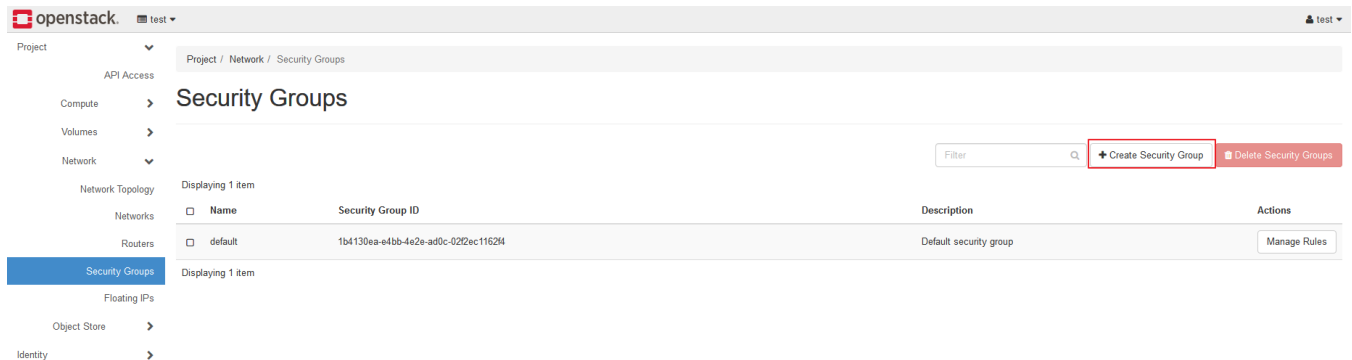 openstack. test test
Project
API Access
Compute
Volumes
Network
Network Topology
Networks
Routers
Security Groups
Floating IPs
Object Store
Identity
Project / Network / Security Groups
Security Groups
Filter + Create Security Group Delete Security Groups
Displaying 1 item
Name Security Group ID Description Actions
default 1b4130ea-e4bb-4e2e-ad0c-02f2ec1162f4 Default security group Manage Rules
Displaying 1 item